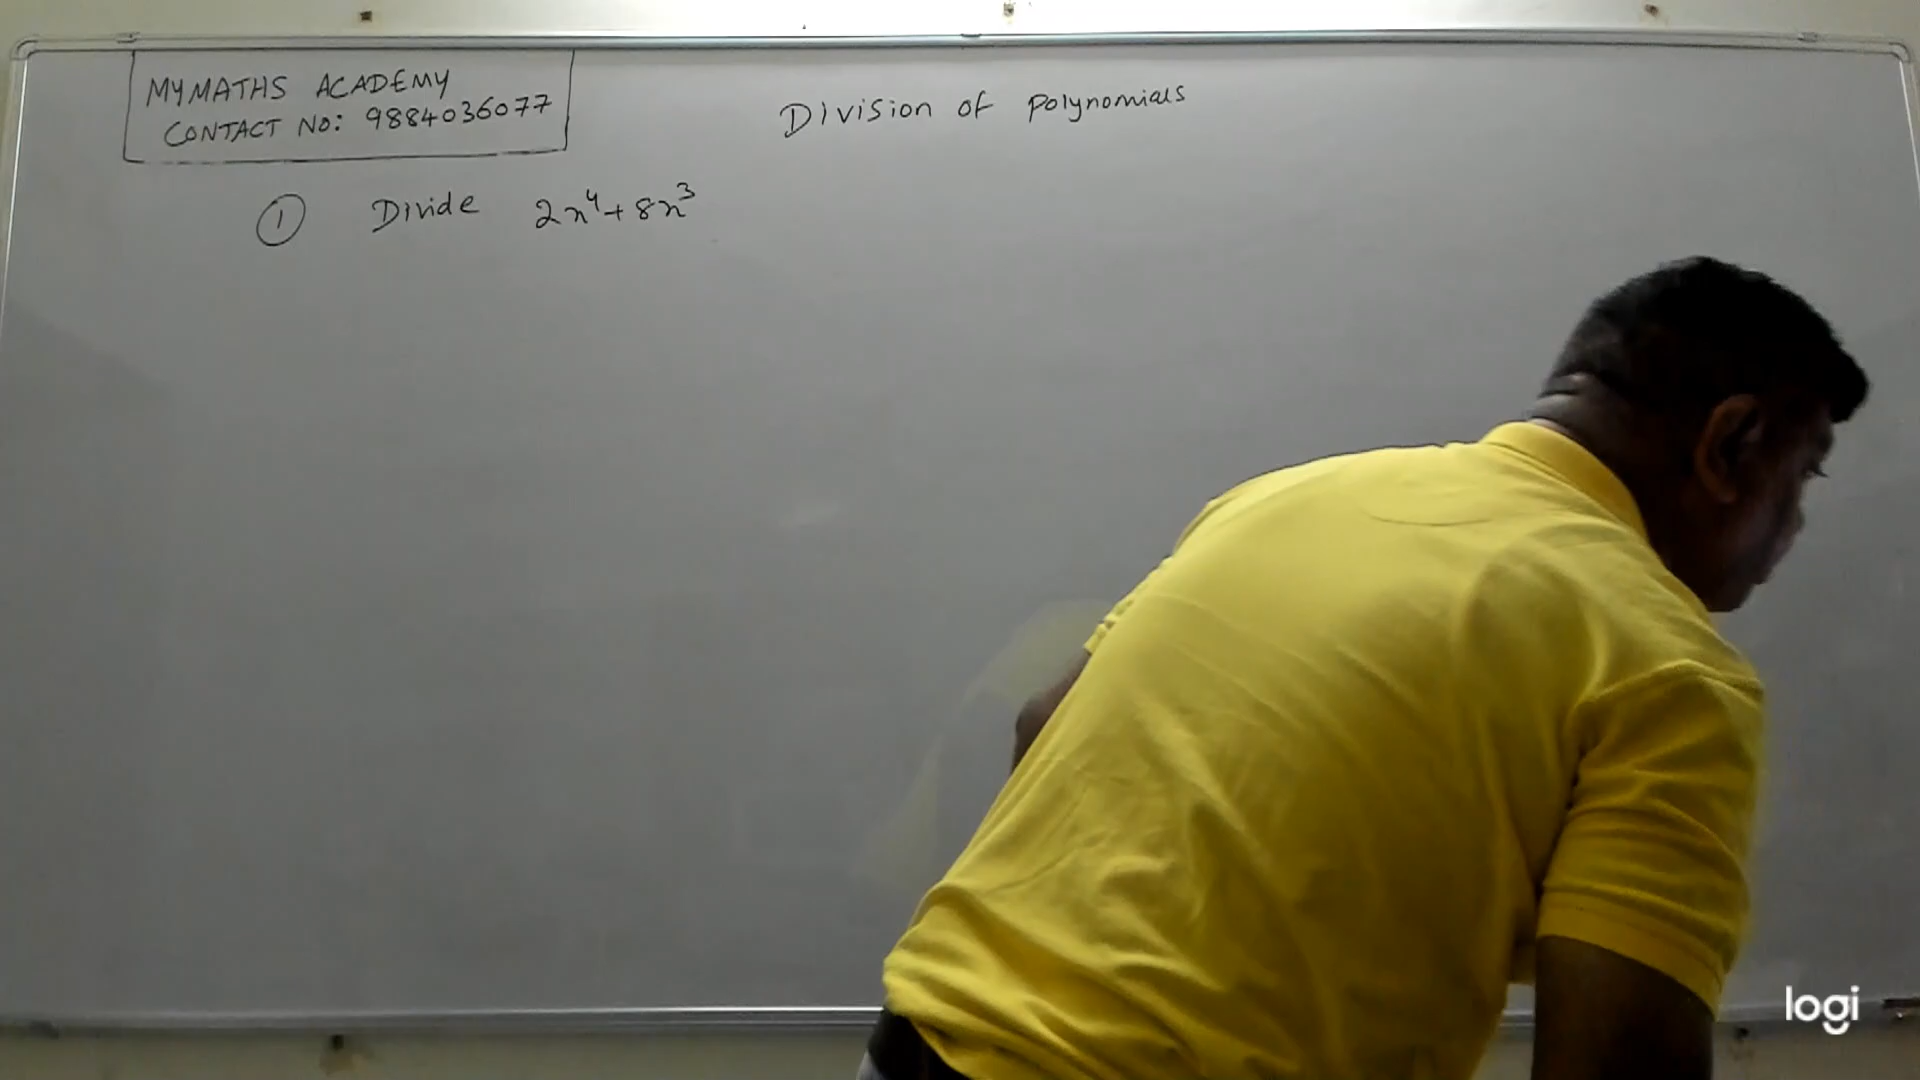 MYMATHS ACADEMY
CONTACT NO: 9884036077
Division of Polynomials
① Divide 2x⁴+8x³
logi